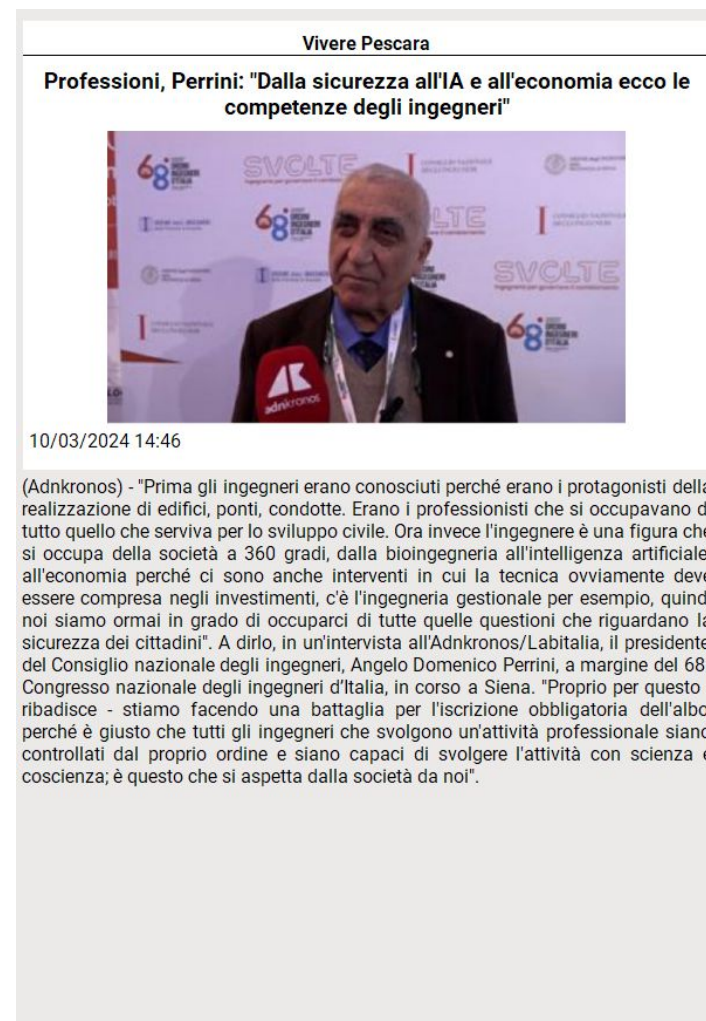 Vivere Pescara
Professioni, Perrini: "Dalla sicurezza all'IA e all'economia ecco le
competenze degli ingegneri"
68
SVOLTE
68
LTE
SVOLTE
68
adnkronos
10/03/2024 14:46
(Adnkronos) - "Prima gli ingegneri erano conosciuti perché erano i protagonisti della
realizzazione di edifici, ponti, condotte. Erano i professionisti che si occupavano d
tutto quello che serviva per lo sviluppo civile. Ora invece l'ingegnere è una figura che
si occupa della società a 360 gradi, dalla bioingegneria all'intelligenza artificiale
all'economia perché ci sono anche interventi in cui la tecnica ovviamente deve
essere compresa negli investimenti, c'è l'ingegneria gestionale per esempio, quind
noi siamo ormai in grado di occuparci di tutte quelle questioni che riguardano la
sicurezza dei cittadini". A dirlo, in un'intervista all'Adnkronos/Labitalia, il presidente
del Consiglio nazionale degli ingegneri, Angelo Domenico Perrini, a margine del 68
Congresso nazionale degli ingegneri d'Italia, in corso a Siena. "Proprio per questo
ribadisce - stiamo facendo una battaglia per l'iscrizione obbligatoria dell'albo
perché è giusto che tutti gli ingegneri che svolgono un'attività professionale siano
controllati dal proprio ordine e siano capaci di svolgere l'attività con scienza e
coscienza; è questo che si aspetta dalla società da noi".